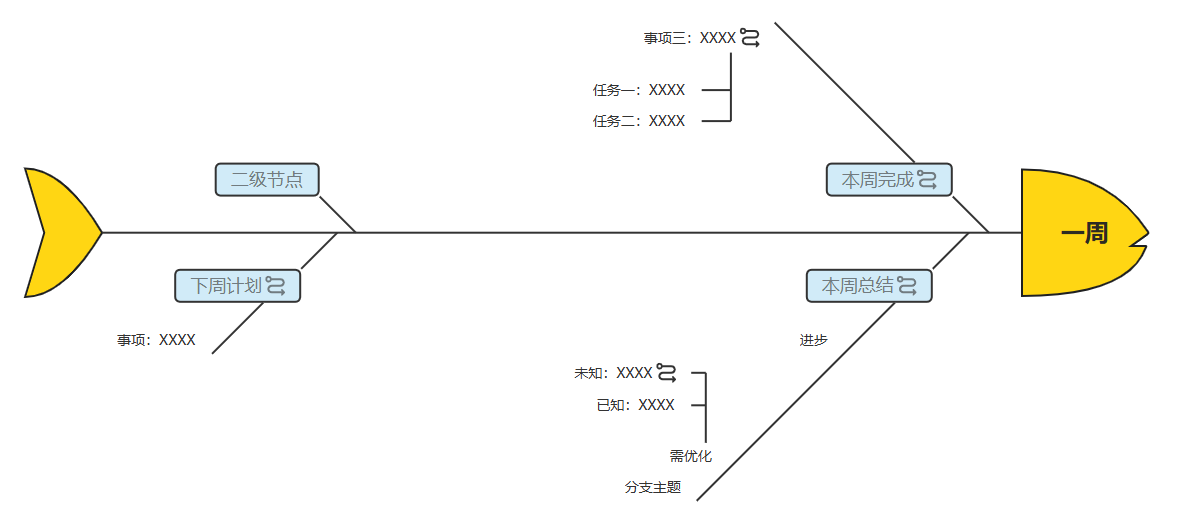 事项三：XXXX
任务一：XXXX
任务二：XXXX
二级节点
本周完成
一周
下周计划
本周总结
事项：XXXX
进步
未知：XXXX
已知：XXXX
需优化
分支主题